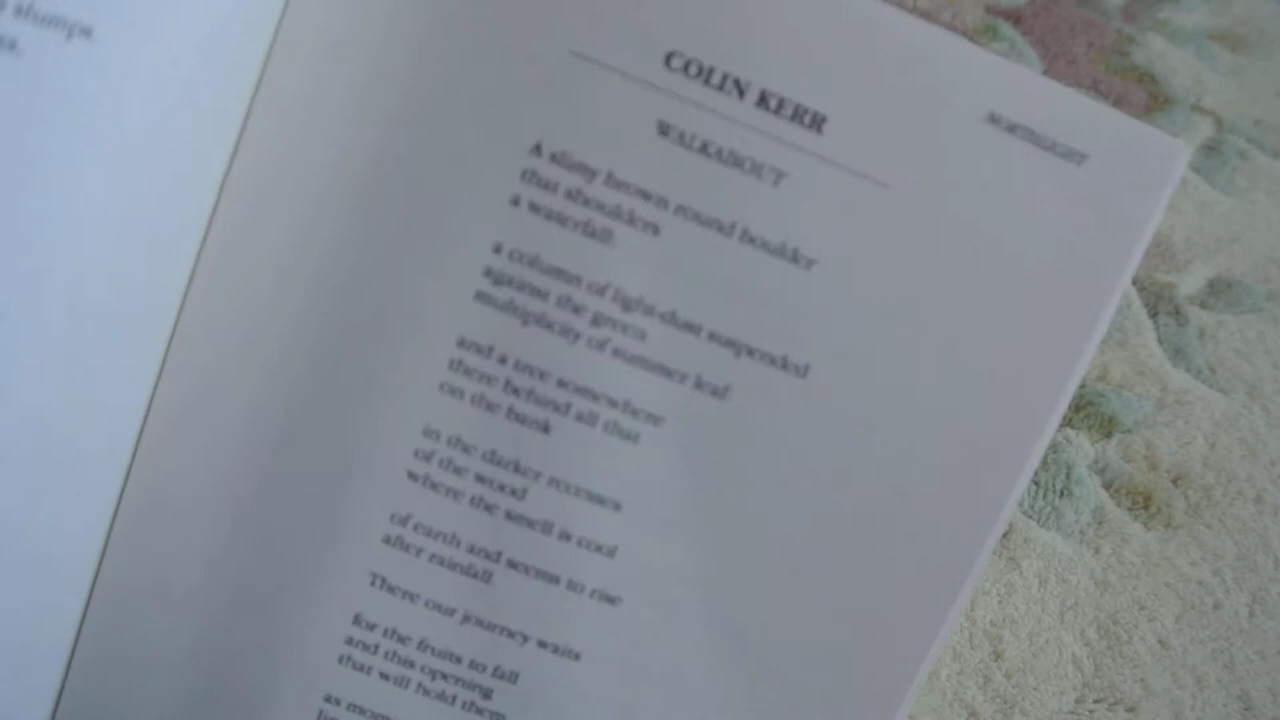 stumps
COLIN KERR
NORTHLIGHT
WALKABOUT
A slimy brown round boulder
that shoulders
a waterfall:
a column of light-dust suspended
against the green
multiplicity of summer leaf:
and a tree somewhere
there behind all that
on the bank
in the darker recesses
of the wood
where the smell is cool
of earth and seems to rise
after rainfall.
There our journey waits
for the fruits to fall
and this opening
that will hold them
as